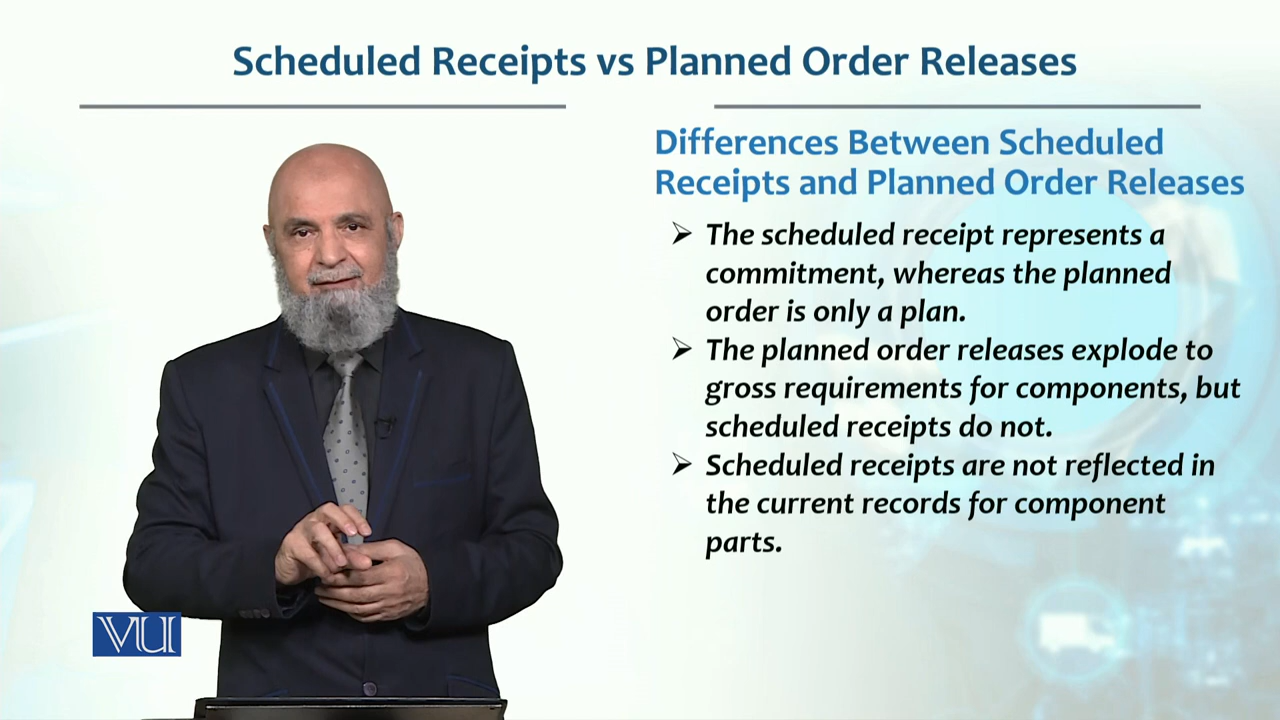 Scheduled Receipts vs Planned Order Releases
Differences Between Scheduled
Receipts and Planned Order Releases
The scheduled receipt represents a
commitment, whereas the planned
order is only a plan.
The planned order releases explode to
gross requirements for components, but
scheduled receipts do not.
Scheduled receipts are not reflected in
the current records for component
parts.
VU